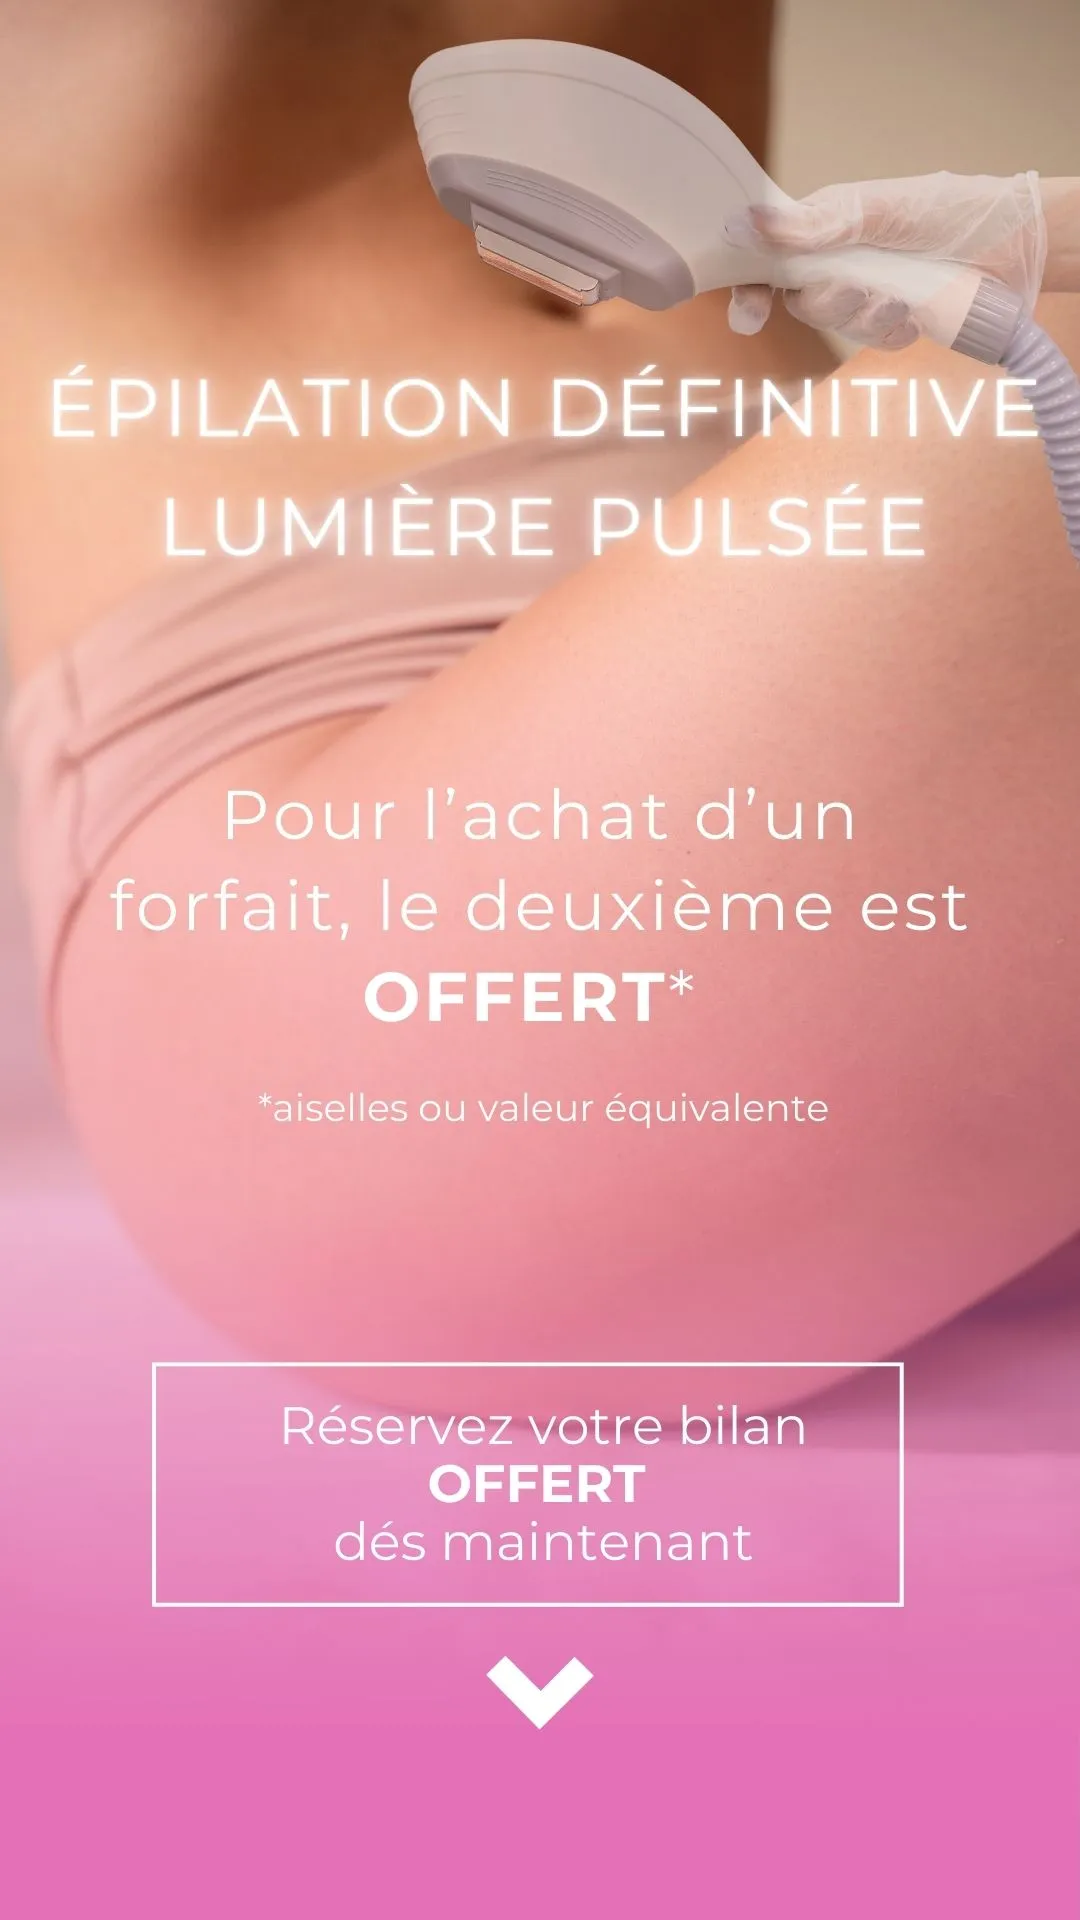 ÉPILATION DÉFINITIVE
LUMIÈRE PULSÉE
Pour l’achat d’un
forfait, le deuxième est
OFFERT*
*aiselles ou valeur équivalente
Réservez votre bilan
OFFERT
dés maintenant